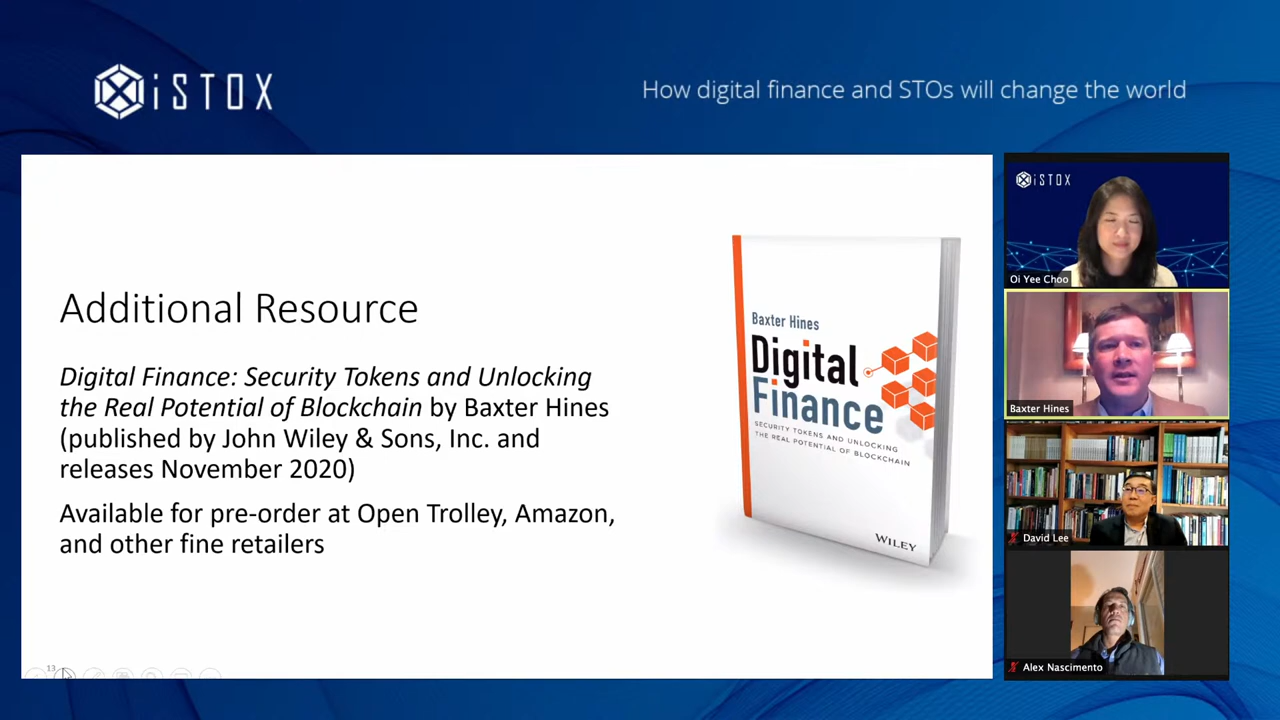 iSTOX
How digital finance and STOs will change the world
Additional Resource
Digital Finance: Security Tokens and Unlocking
the Real Potential of Blockchain by Baxter Hines
(published by John Wiley & Sons, Inc. and
releases November 2020)
Available for pre-order at Open Trolley, Amazon,
and other fine retailers
13
Baxter Hines
Digital
Finance
SECURITY TOKENS AND UNLOCKING
THE REAL POTENTIAL OF BLOCKCHAIN
WILEY
iSTOX
Oi Yee Choo
Baxter Hines
David Lee
Alex Nascimento